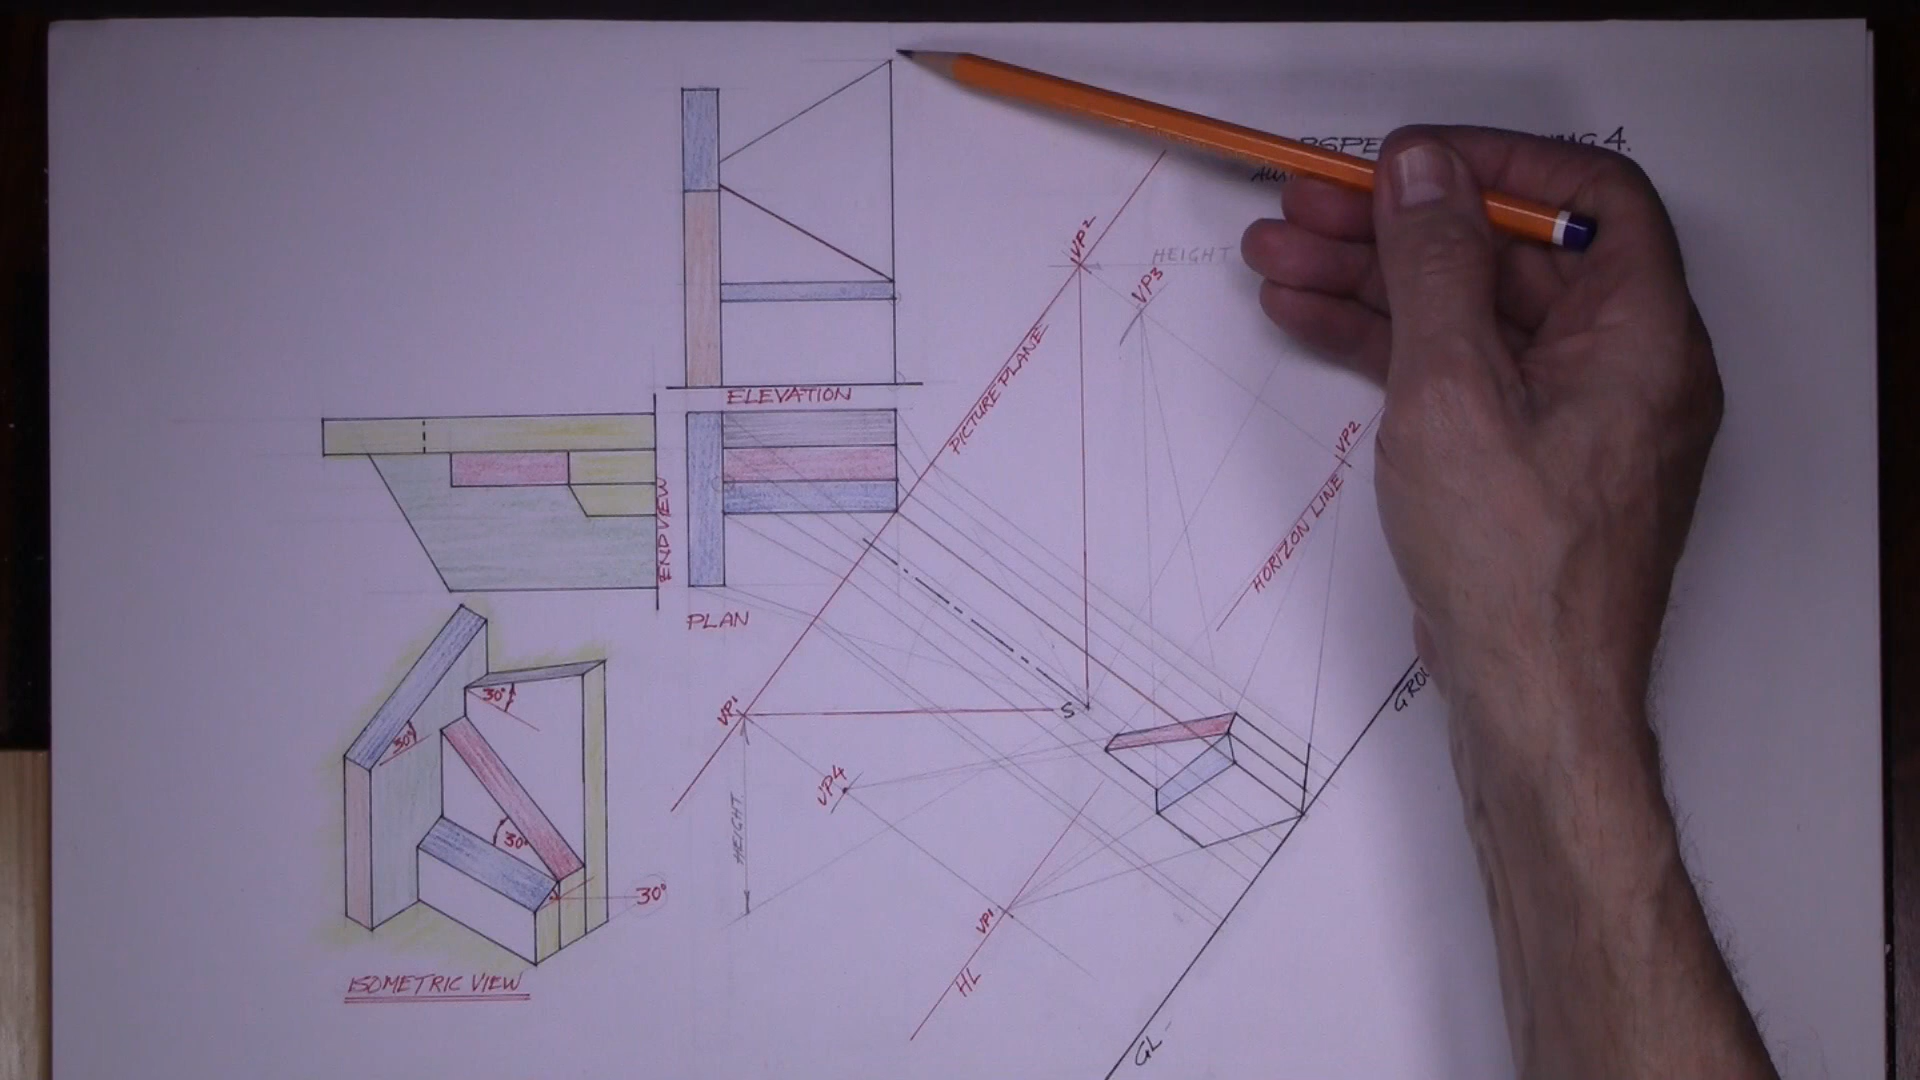 HEIGHT
VP2
VP3
PICTURE PLANE
ELEVATION
VP2
HORIZON LINE
END VIEW
PLAN
VP1
S
VP4
HEIGHT
30°
30°
30°
30°
VP1
HL
ISOMETRIC VIEW
GL